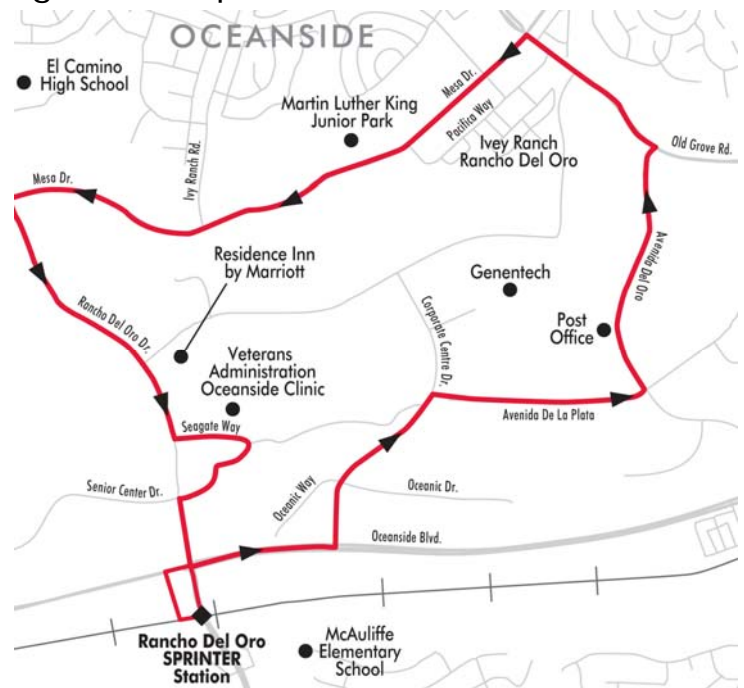 OCEANSIDE
El Camino
High School
Mesa Dr.
Martin Luther King
Junior Park
Pacifica Way
Ivey Ranch
Rancho Del Oro
Old Grove Rd.
Ivy Ranch Rd.
Mesa Dr.
Residence Inn
by Marriott
Genentech
Avenida Del Oro
Rancho Del Oro Dr.
Corporate Centre Dr.
Post
Office
Veterans
Administration
Oceanside Clinic
Seagate Way
Avenida De La Plata
Senior Center Dr.
Oceanic Way
Oceanic Dr.
Oceanside Blvd.
Rancho Del Oro
SPRINTER
Station
McAuliffe
Elementary
School